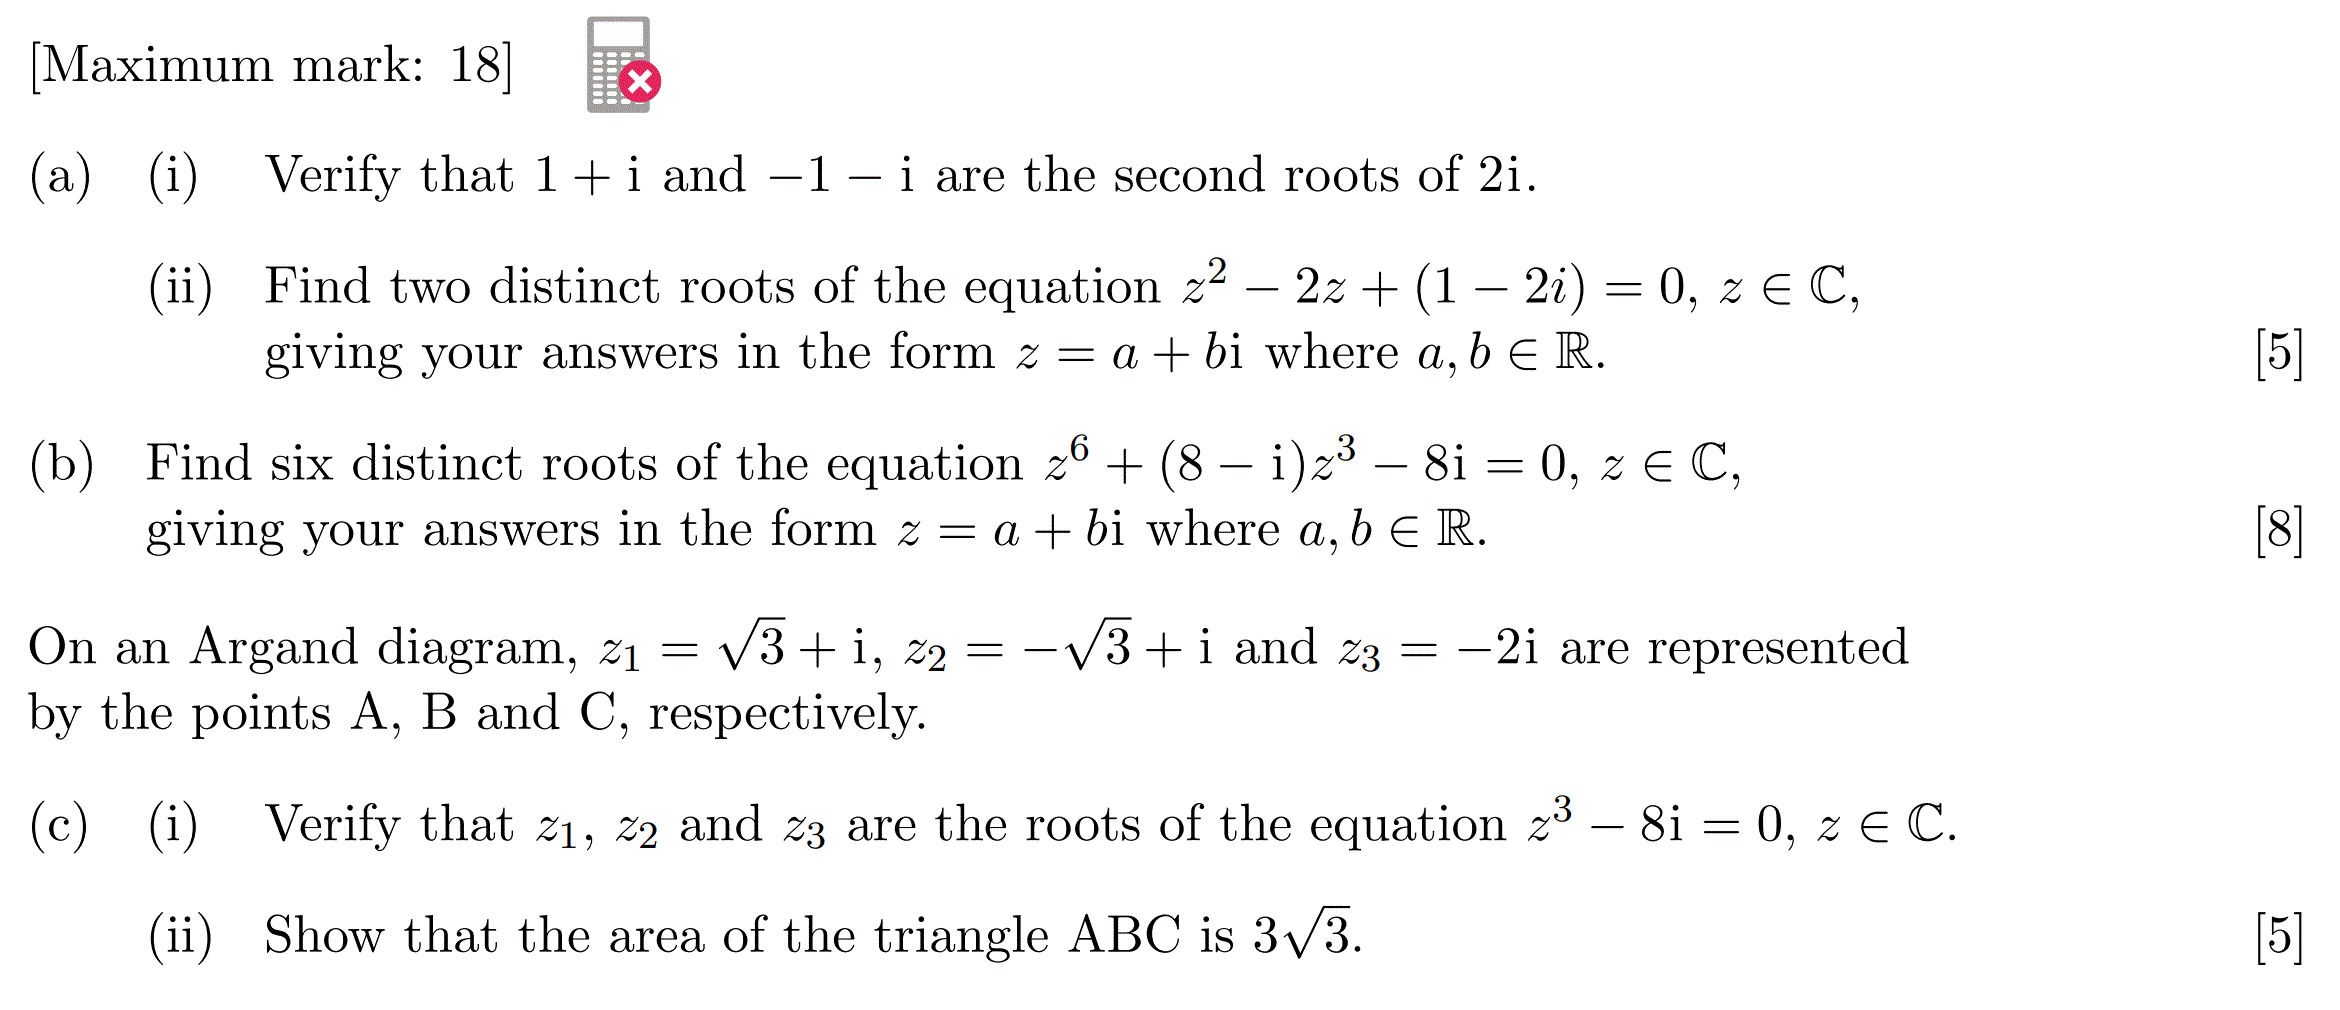 [Maximum mark: 18]
(a) (i) Verify that 1 + i and −1 − i are the second roots of 2i.
(ii) Find two distinct roots of the equation z² − 2z + (1 − 2i) = 0, z ∈ ℂ,
giving your answers in the form z = a + bi where a, b ∈ ℝ. [5]
(b) Find six distinct roots of the equation z⁶ + (8 − i)z³ − 8i = 0, z ∈ ℂ,
giving your answers in the form z = a + bi where a, b ∈ ℝ. [8]
On an Argand diagram, z₁ = √3 + i, z₂ = −√3 + i and z₃ = −2i are represented
by the points A, B and C, respectively.
(c) (i) Verify that z₁, z₂ and z₃ are the roots of the equation z³ − 8i = 0, z ∈ ℂ.
(ii) Show that the area of the triangle ABC is 3√3. [5]